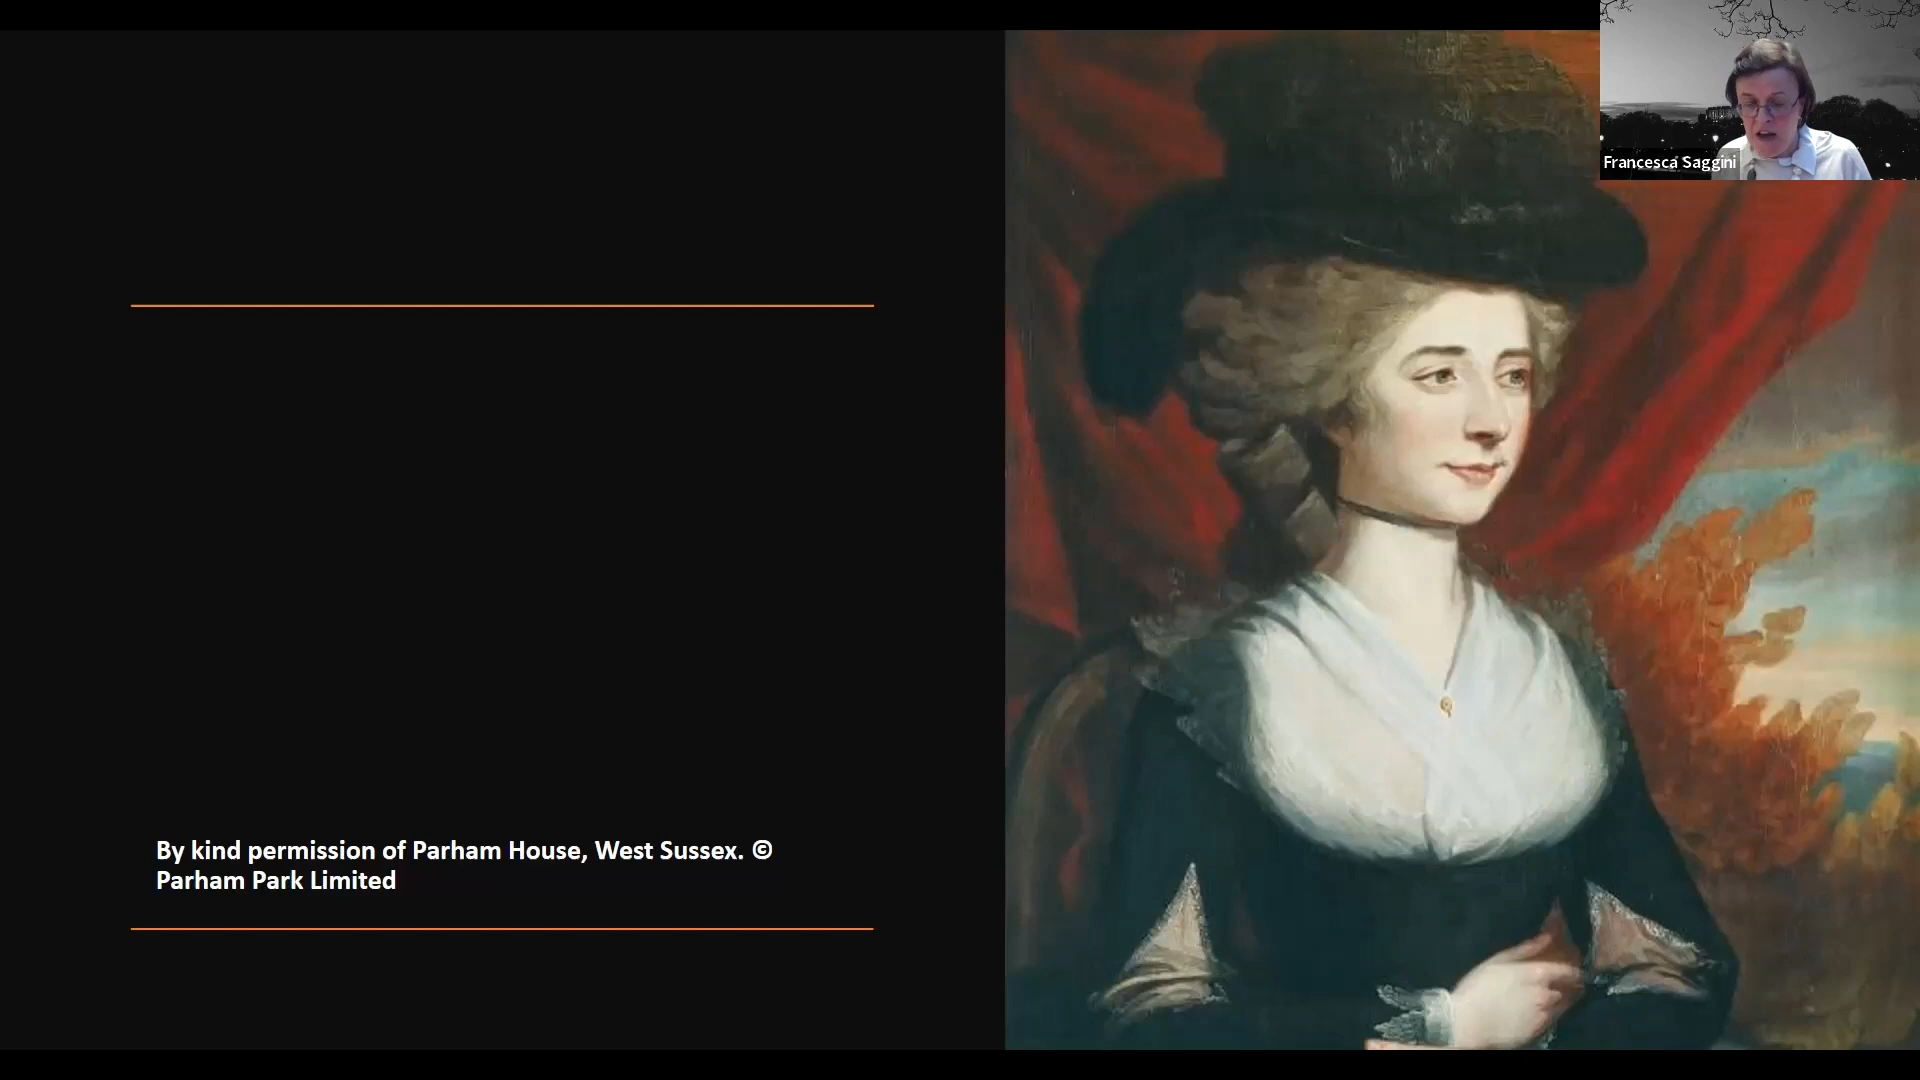 Francesca Saggini
By kind permission of Parham House, West Sussex. ©
Parham Park Limited